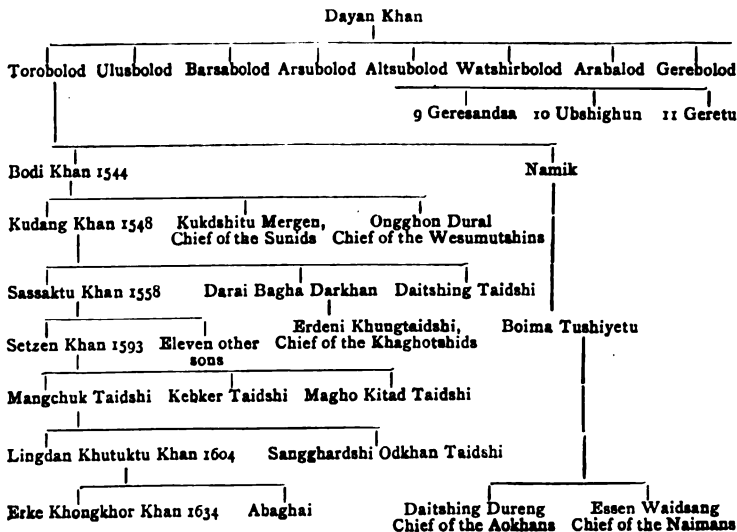 Dayan Khan
Torobolod Ulusbolod Barsabolod Arsubolod Altsubolod Watshirbolod Arabalod Gerebolod
9 Geresandsa 10 Ubshighun 11 Geretu
Bodi Khan 1544 Namik
Kudang Khan 1548 Kukdshitu Mergen, Ongghon Dural
Chief of the Sunids Chief of the Wesumutshins
Sassaktu Khan 1558 Darai Bagha Darkhan Daitshing Taidshi
Erdeni Khungtaidshi, Boima Tushiyetu
Setzen Khan 1593 Eleven other Chief of the Khaghotshids
sons
Mangchuk Taidshi Kebker Taidshi Magho Kitad Taidshi
Lingdan Khutuktu Khan 1604 Sangghardshi Odkhan Taidshi
Erke Khongkhor Khan 1634 Abaghai Daitshing Dureng Essen Waidsang
Chief of the Aokhans Chief of the Naimans